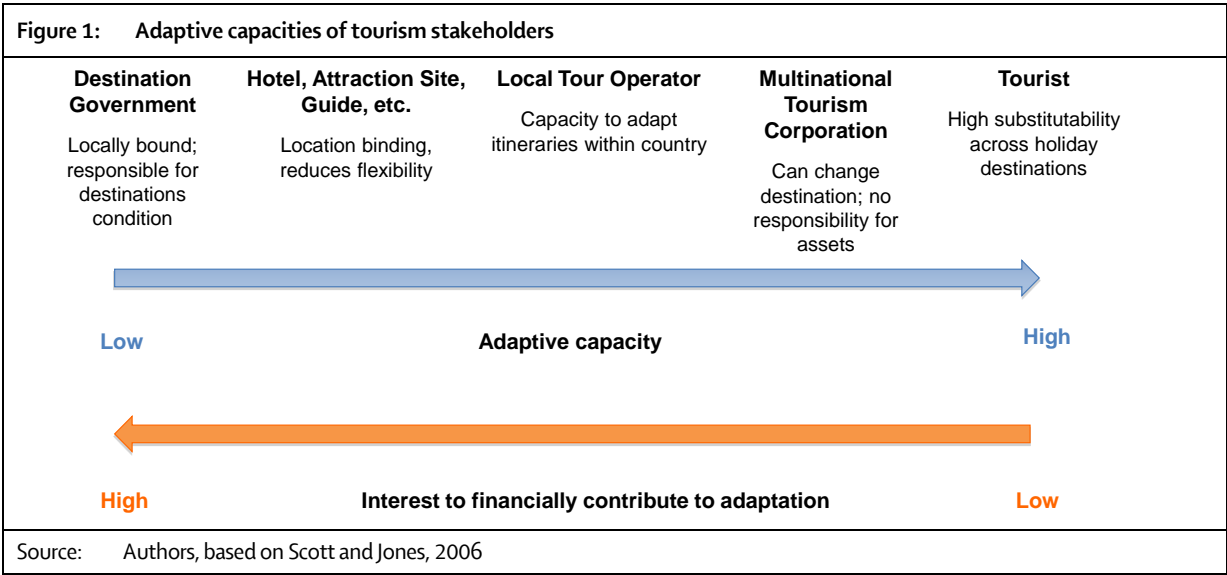 Figure 1: Adaptive capacities of tourism stakeholders
Destination
Government
Locally bound;
responsible for
destinations
condition
Hotel, Attraction Site,
Guide, etc.
Location binding,
reduces flexibility
Local Tour Operator
Capacity to adapt
itineraries within country
Multinational
Tourism
Corporation
Can change
destination; no
responsibility for
assets
Tourist
High substitutability
across holiday
destinations
Low
Adaptive capacity
High
High
Interest to financially contribute to adaptation
Low
Source: Authors, based on Scott and Jones, 2006